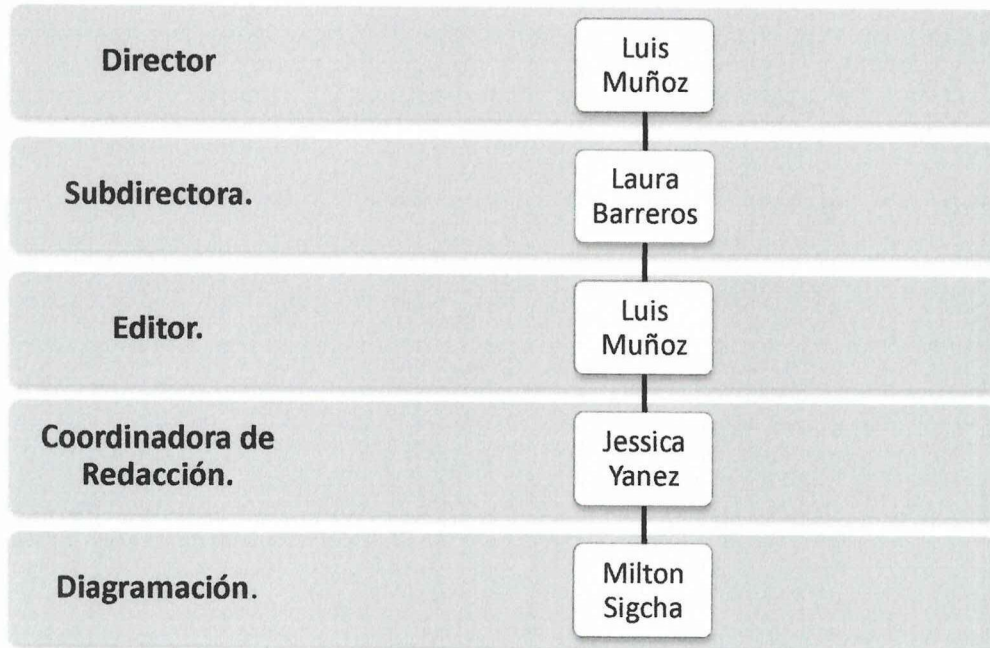 Director
Luis
Muñoz
Subdirectora.
Laura
Barreros
Editor.
Luis
Muñoz
Coordinadora de
Redacción.
Jessica
Yanez
Diagramación.
Milton
Sigcha